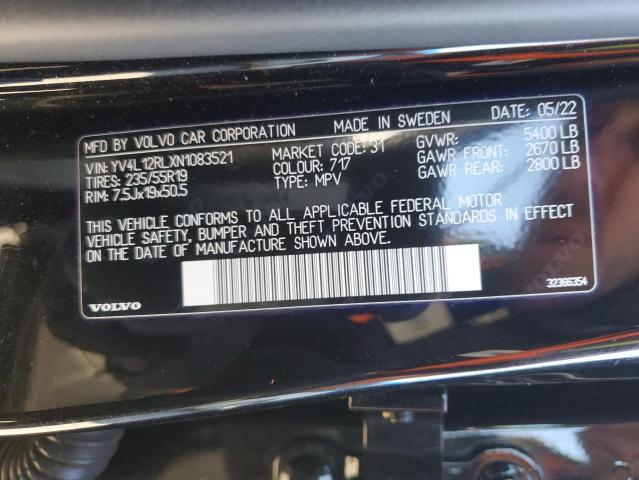 MFD BY VOLVO CAR CORPORATION MADE IN SWEDEN DATE: 05/22
VIN: YV4L12RLXN1083521 MARKET CODE: 31 GVWR: 5400 LB
TIRES: 235/55R19 COLOUR: 717 GAWR FRONT: 2670 LB
RIM: 7.5Jx19x50.5 TYPE: MPV GAWR REAR: 2800 LB
THIS VEHICLE CONFORMS TO ALL APPLICABLE FEDERAL MOTOR
VEHICLE SAFETY, BUMPER AND THEFT PREVENTION STANDARDS IN EFFECT
ON THE DATE OF MANUFACTURE SHOWN ABOVE.
VOLVO 32366354